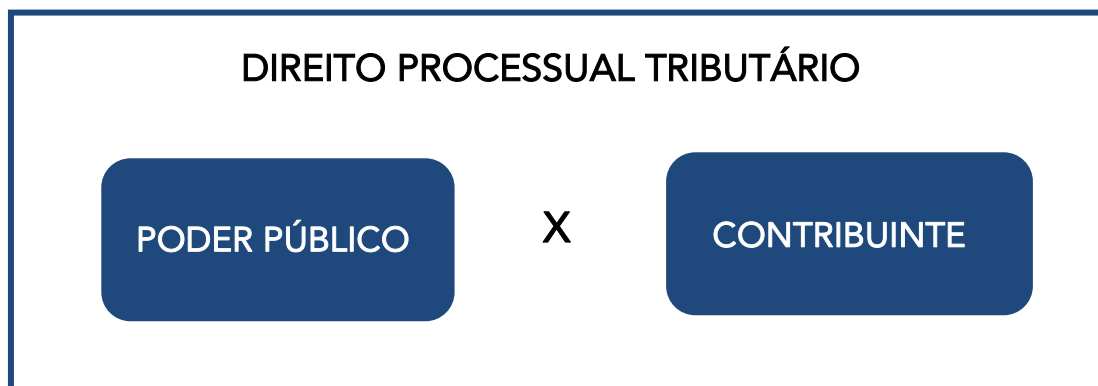 DIREITO PROCESSUAL TRIBUTÁRIO
PODER PÚBLICO
X
CONTRIBUINTE